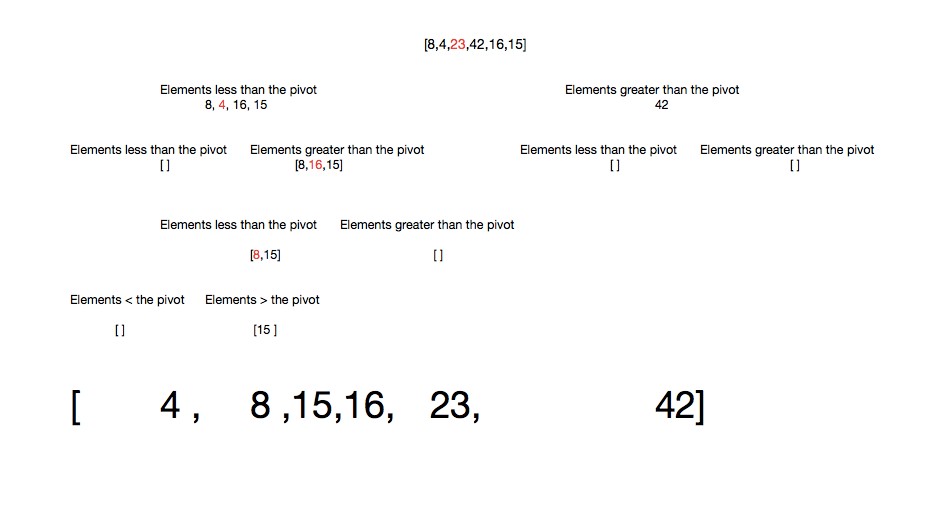 [8,4,23,42,16,15]
Elements less than the pivot Elements greater than the pivot
8, 4, 16, 15 42
Elements less than the pivot Elements greater than the pivot Elements less than the pivot Elements greater than the pivot
[ ] [8,16,15] [ ] [ ]
Elements less than the pivot Elements greater than the pivot
[8,15] [ ]
Elements < the pivot Elements > the pivot
[ ] [15 ]
[ 4 , 8 ,15,16, 23, 42]